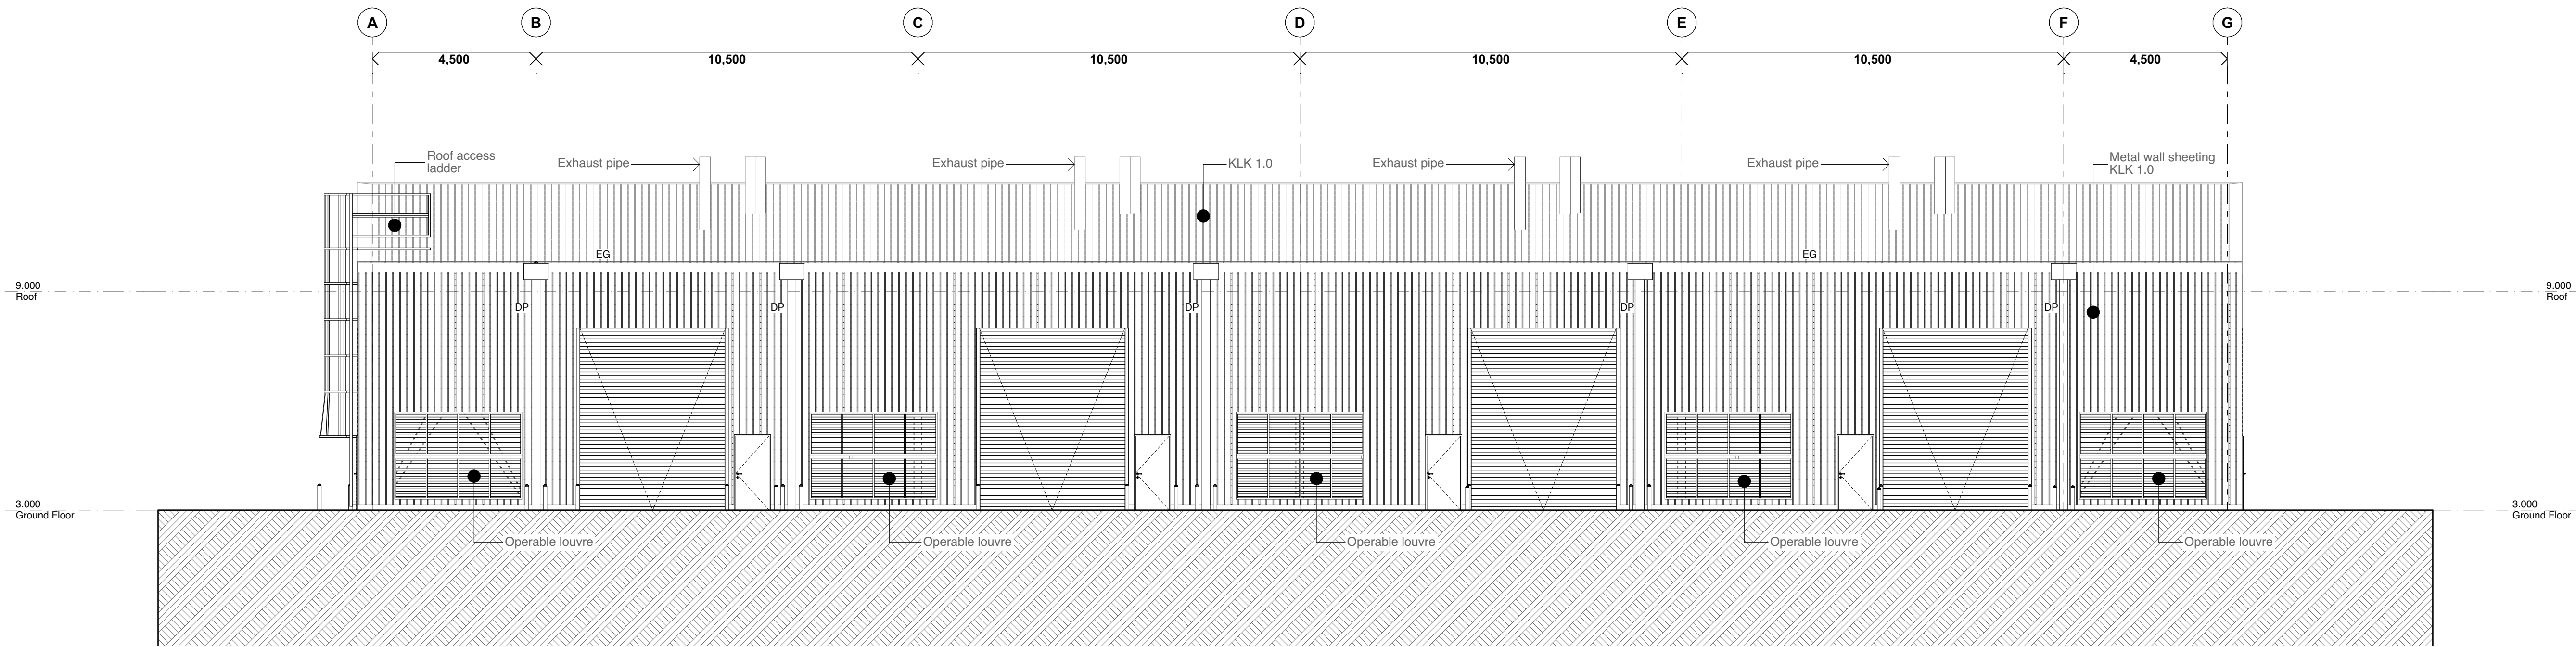 A
B
C
D
E
F
G
4,500
10,500
10,500
10,500
10,500
4,500
Roof access
ladder
Exhaust pipe
Exhaust pipe
KLK 1.0
Exhaust pipe
Exhaust pipe
Metal wall sheeting
KLK 1.0
EG
EG
9.000
Roof
9.000
Roof
DP
DP
DP
DP
DP
3.000
Ground Floor
3.000
Ground Floor
Operable louvre
Operable louvre
Operable louvre
Operable louvre
Operable louvre